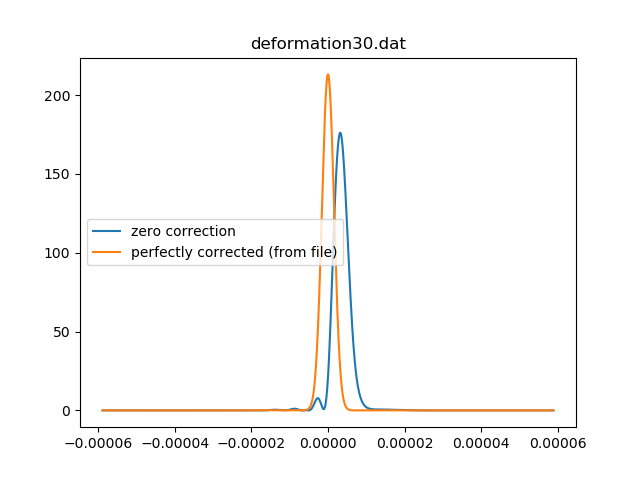 deformation30.dat
200
150
100
50
0
zero correction
perfectly corrected (from file)
−0.00006 −0.00004 −0.00002 0.00000 0.00002 0.00004 0.00006